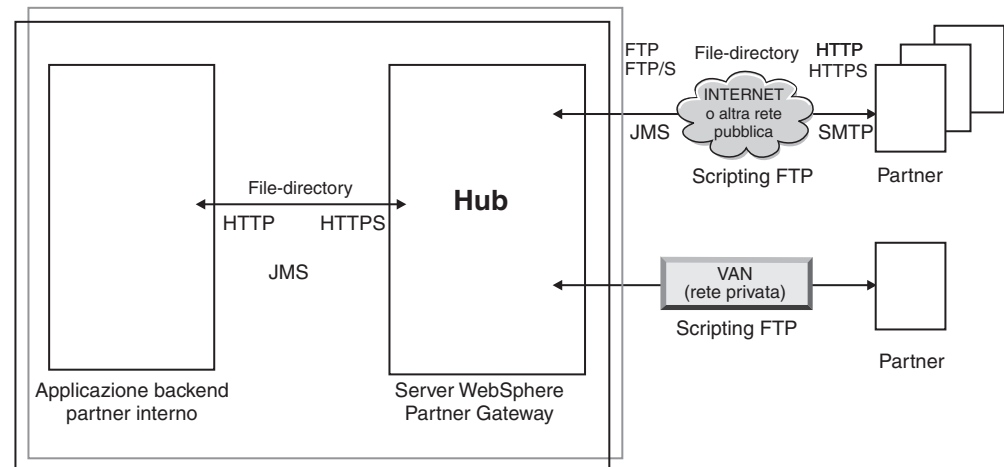 FTP
FTP/S
File-directory
HTTP
HTTPS
INTERNET
o altra rete
pubblica
JMS
SMTP
Scripting FTP
Partner
File-directory
HTTP
HTTPS
JMS
Hub
VAN
(rete privata)
Scripting FTP
Partner
Applicazione backend
partner interno
Server WebSphere
Partner Gateway